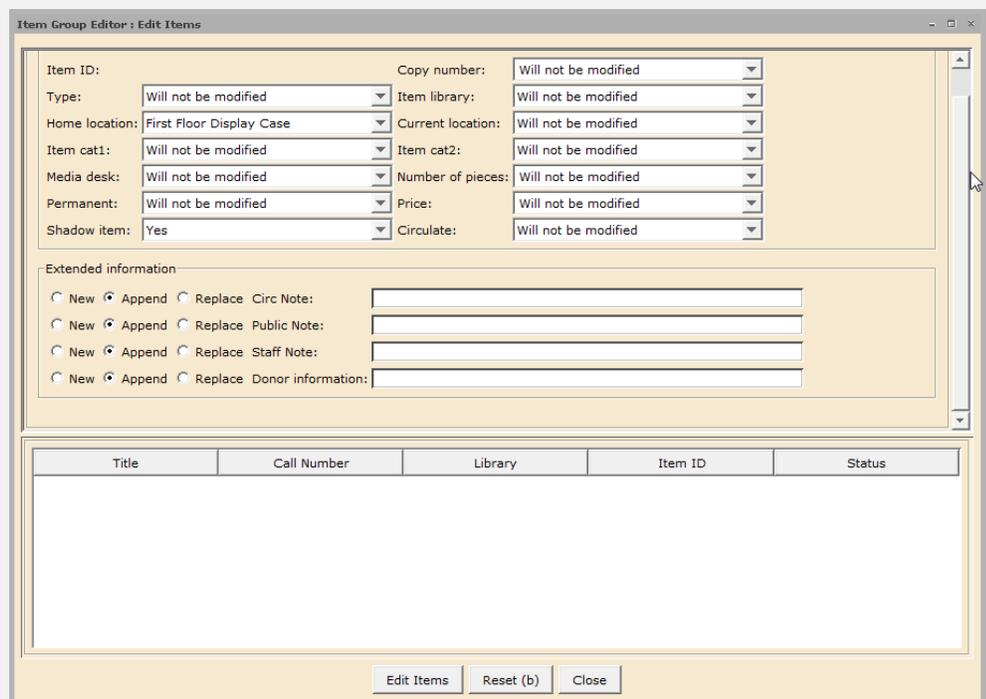 Item Group Editor : Edit Items
Item ID: Copy number: Will not be modified
Type: Will not be modified Item library: Will not be modified
Home location: First Floor Display Case Current location: Will not be modified
Item cat1: Will not be modified Item cat2: Will not be modified
Media desk: Will not be modified Number of pieces: Will not be modified
Permanent: Will not be modified Price: Will not be modified
Shadow item: Yes Circulate: Will not be modified
Extended information
New Append Replace Circ Note:
New Append Replace Public Note:
New Append Replace Staff Note:
New Append Replace Donor information:
Title Call Number Library Item ID Status
Edit Items Reset (b) Close